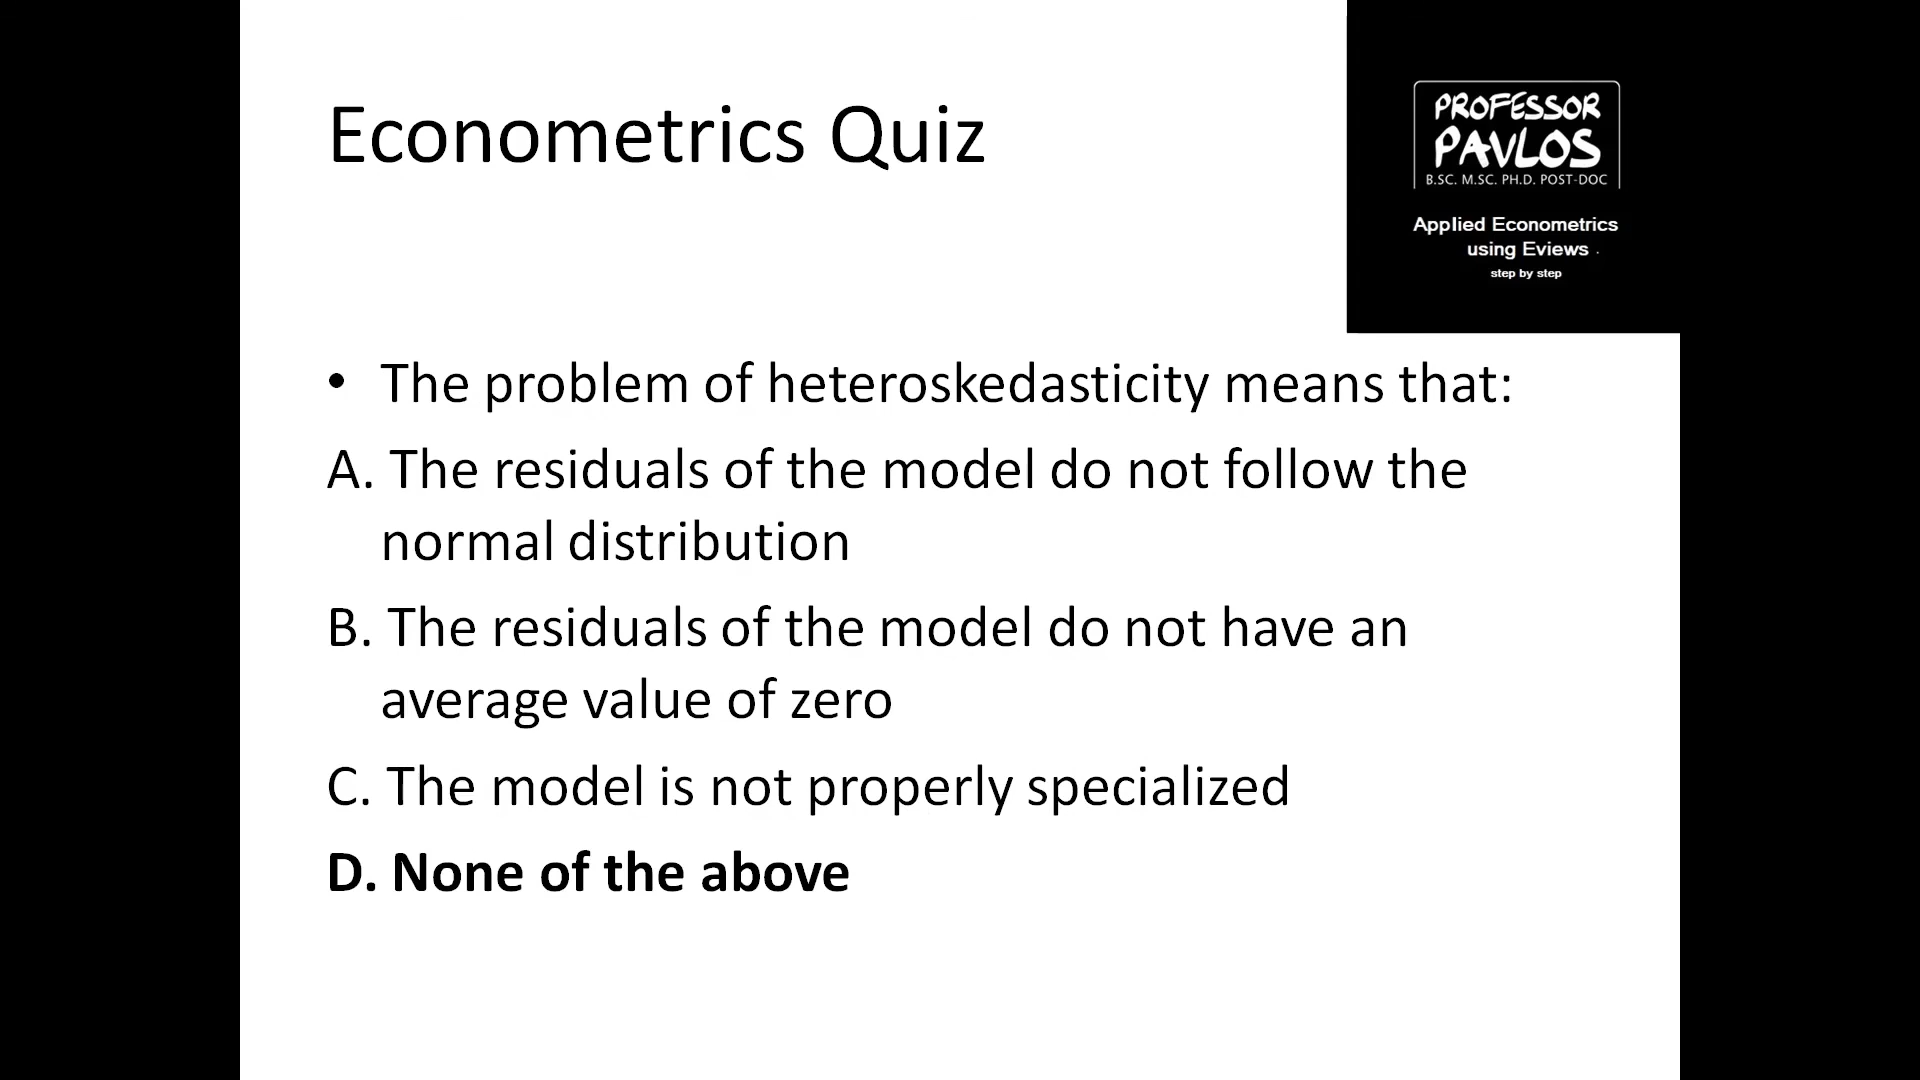 Econometrics Quiz
PROFESSOR
PAVLOS
B.SC. M.SC. PH.D. POST-DOC
Applied Econometrics
using Eviews
step by step
• The problem of heteroskedasticity means that:
A. The residuals of the model do not follow the
normal distribution
B. The residuals of the model do not have an
average value of zero
C. The model is not properly specialized
D. None of the above